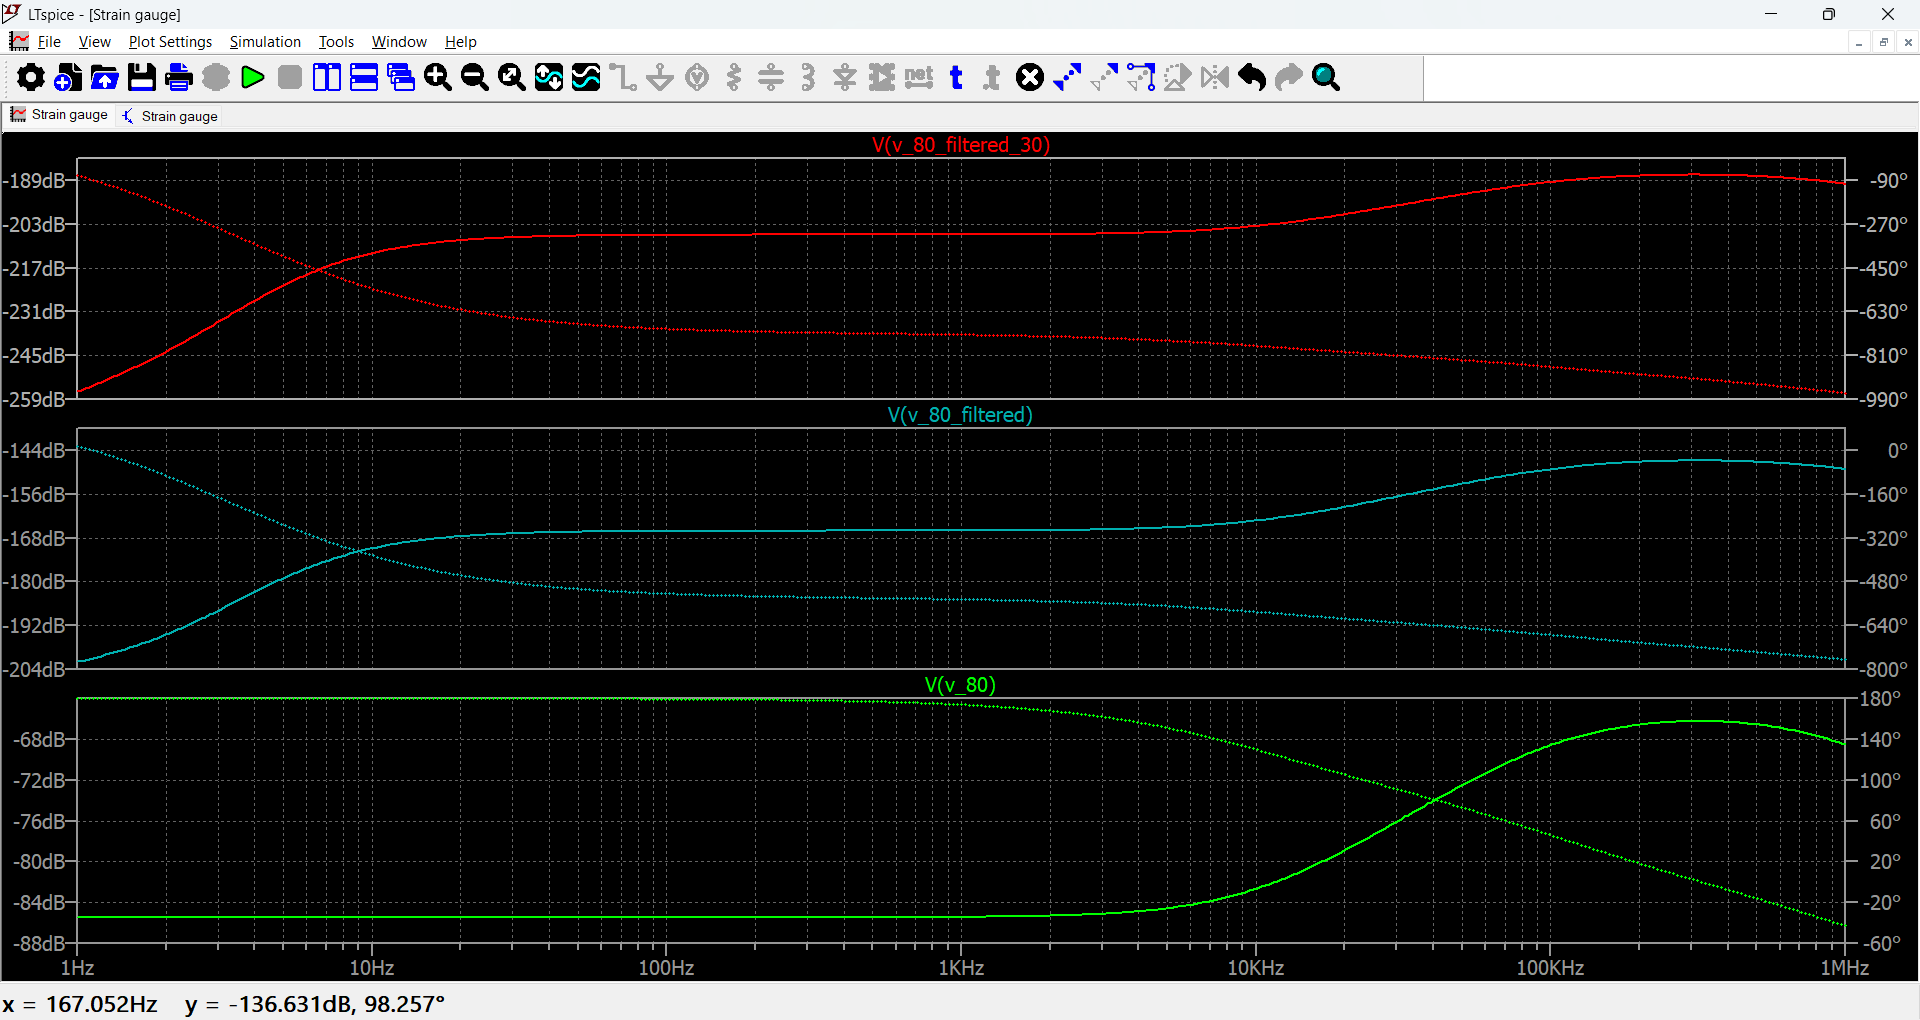 LTspice - [Strain gauge]
File View Plot Settings Simulation Tools Window Help
net t t
Strain gauge Strain gauge
V(v_80_filtered_30)
-189dB -90°
-203dB -270°
-217dB -450°
-231dB -630°
-245dB -810°
-259dB -990°
V(v_80_filtered)
-144dB 0°
-156dB -160°
-168dB -320°
-180dB -480°
-192dB -640°
-204dB -800°
V(v_80)
180°
-68dB 140°
-72dB 100°
-76dB 60°
-80dB 20°
-84dB -20°
-88dB -60°
1Hz 10Hz 100Hz 1KHz 10KHz 100KHz 1MHz
x = 167.052Hz y = -136.631dB, 98.257°